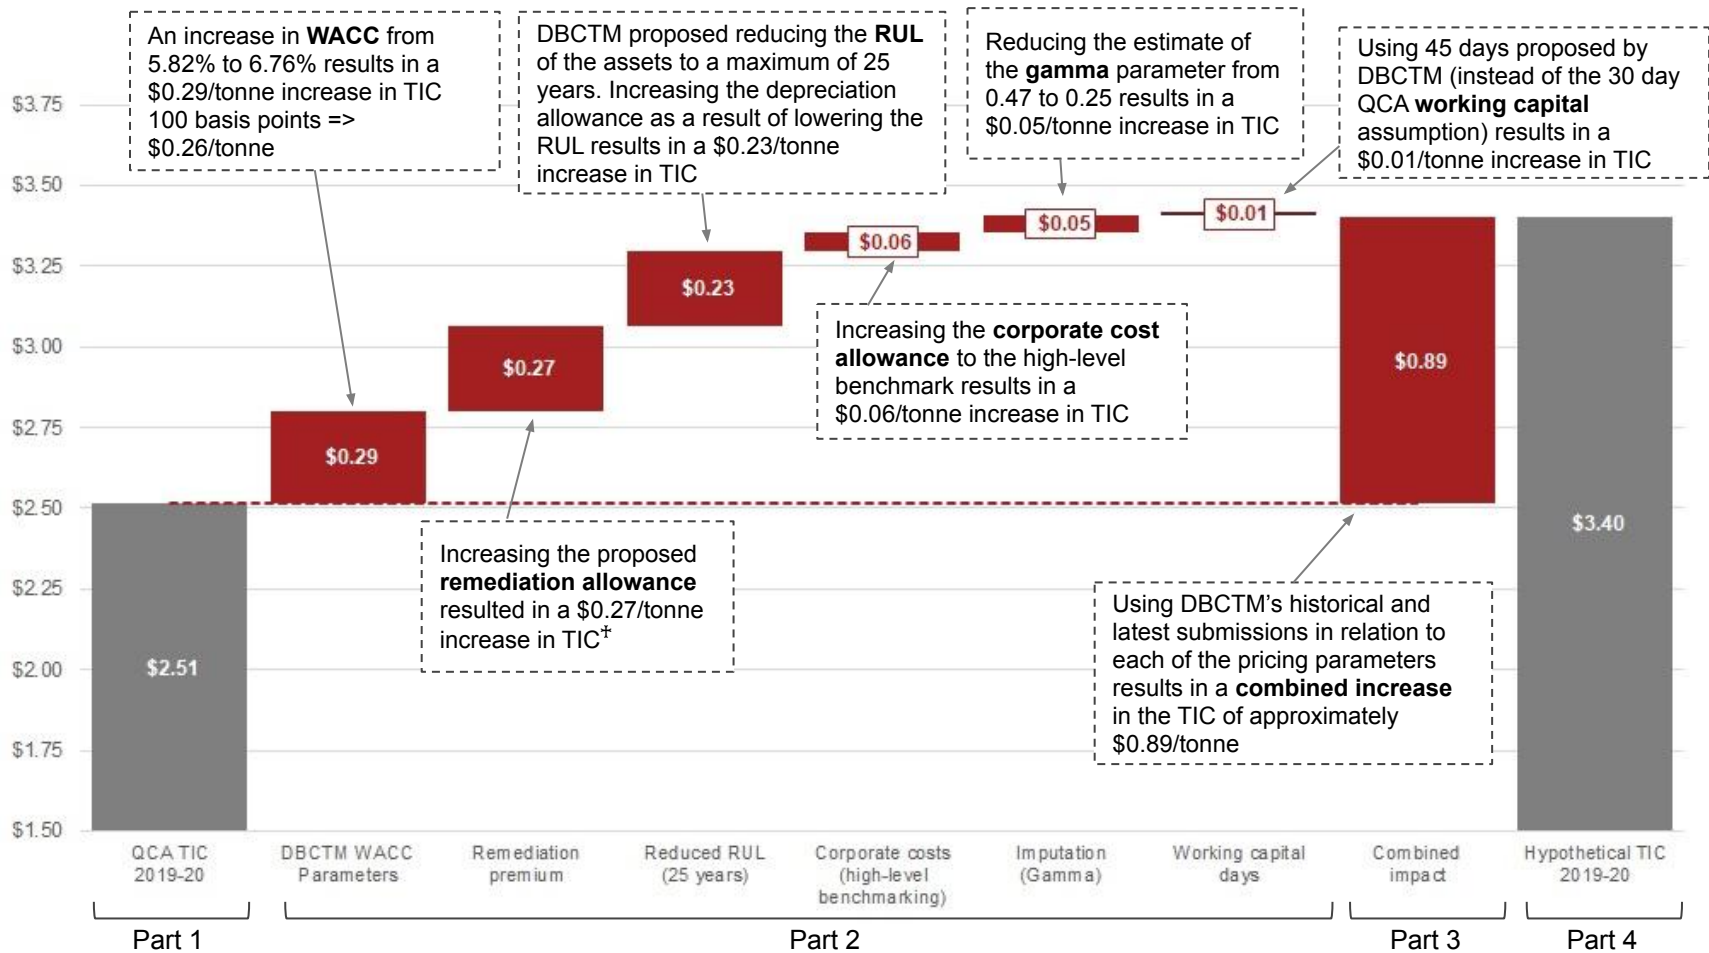 An increase in WACC from
5.82% to 6.76% results in a
$0.29/tonne increase in TIC
100 basis points =>
$0.26/tonne
DBCTM proposed reducing the RUL
of the assets to a maximum of 25
years. Increasing the depreciation
allowance as a result of lowering the
RUL results in a $0.23/tonne
increase in TIC
Reducing the estimate of
the gamma parameter from
0.47 to 0.25 results in a
$0.05/tonne increase in TIC
Using 45 days proposed by
DBCTM (instead of the 30 day
QCA working capital
assumption) results in a
$0.01/tonne increase in TIC
$3.75
$3.50
$3.25
$3.00
$2.75
$2.50
$2.25
$2.00
$1.75
$1.50
$2.51
$0.29
$0.27
$0.23
$0.06
$0.05
$0.01
$0.89
$3.40
Increasing the corporate cost
allowance to the high-level
benchmark results in a
$0.06/tonne increase in TIC
Increasing the proposed
remediation allowance
resulted in a $0.27/tonne
increase in TIC☨
Using DBCTM’s historical and
latest submissions in relation to
each of the pricing parameters
results in a combined increase
in the TIC of approximately
$0.89/tonne
QCA TIC
2019-20
DBCTM WACC
Parameters
Remediation
premium
Reduced RUL
(25 years)
Corporate costs
(high-level
benchmarking)
Imputation
(Gamma)
Working capital
days
Combined
impact
Hypothetical TIC
2019-20
Part 1
Part 2
Part 3
Part 4